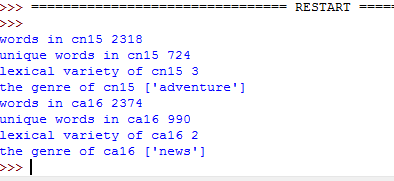 >>> ================================ RESTART =====
>>>
words in cn15 2318
unique words in cn15 724
lexical variety of cn15 3
the genre of cn15 ['adventure']
words in ca16 2374
unique words in ca16 990
lexical variety of ca16 2
the genre of ca16 ['news']
>>>